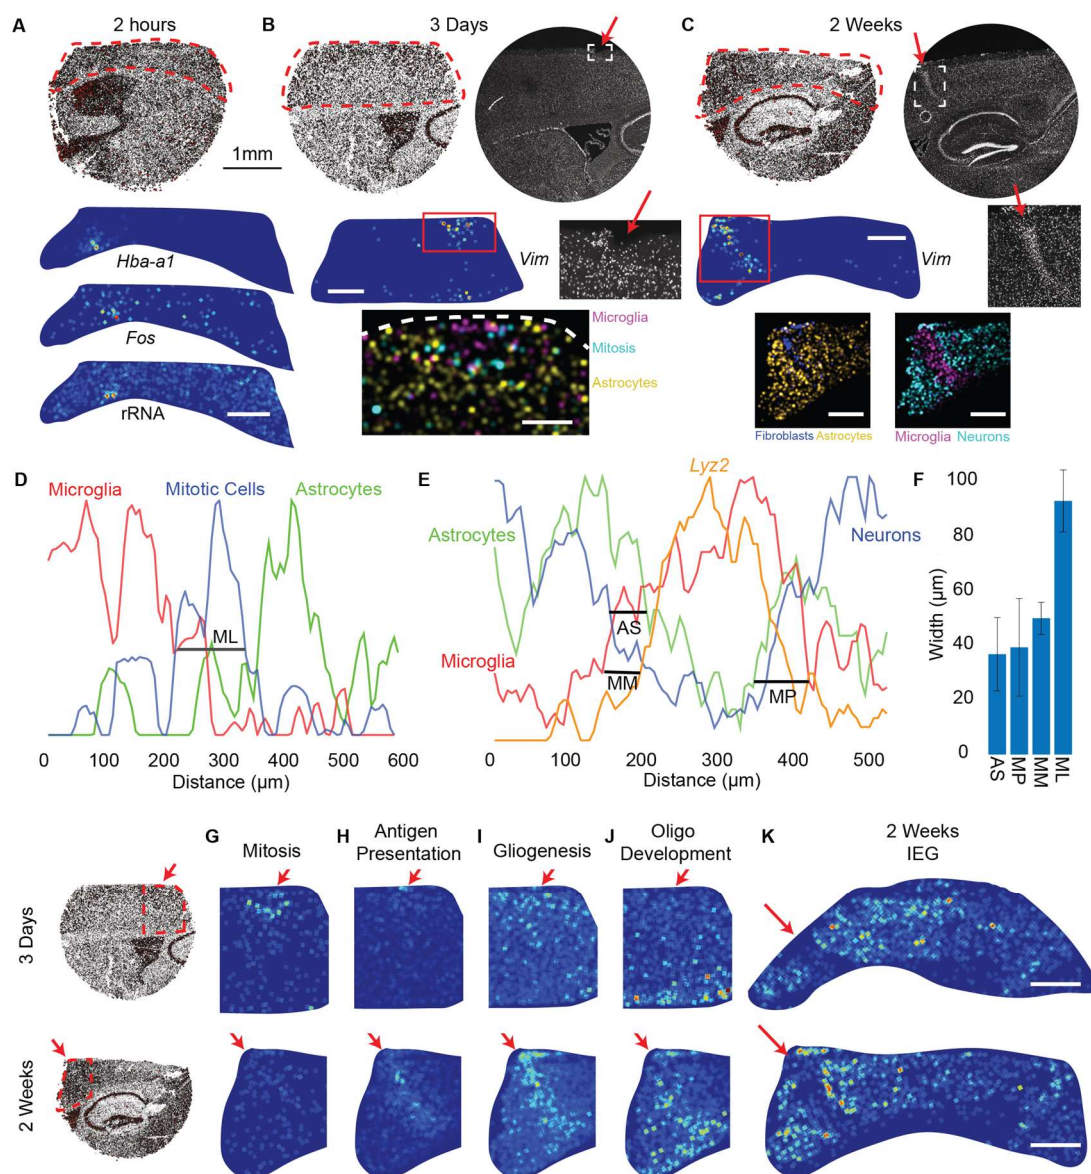 A
2 hours
B
3 Days
C
2 Weeks
1mm
Hba-a1
Fos
rRNA
Vim
Microglia
Mitosis
Astrocytes
Vim
Fibroblasts Astrocytes
Microglia Neurons
D
Microglia
Mitotic Cells
Astrocytes
ML
0 100 200 300 400 500 600
Distance (µm)
E
Lyz2
Astrocytes
Neurons
Microglia
AS
MM
MP
0 100 200 300 400 500
Distance (µm)
F
100
80
60
40
20
0
Width (µm)
AS
MP
MM
ML
G
Mitosis
H
Antigen
Presentation
I
Gliogenesis
J
Oligo
Development
K
2 Weeks
IEG
3 Days
2 Weeks